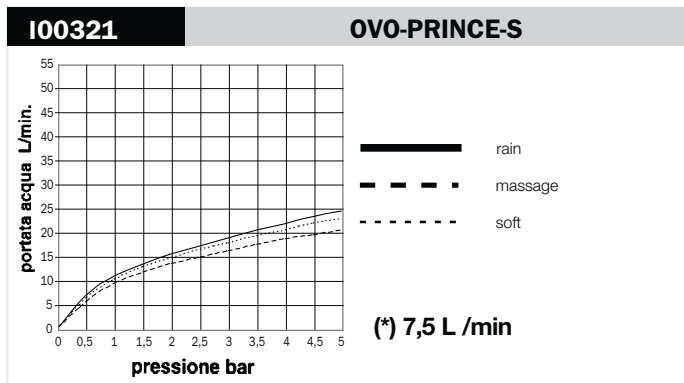 I00321
OVO-PRINCE-S
portata acqua L/min.
55
50
45
40
35
30
25
20
15
10
5
0
0 0,5 1 1,5 2 2,5 3 3,5 4 4,5 5
pressione bar
rain
massage
soft
(*) 7,5 L /min